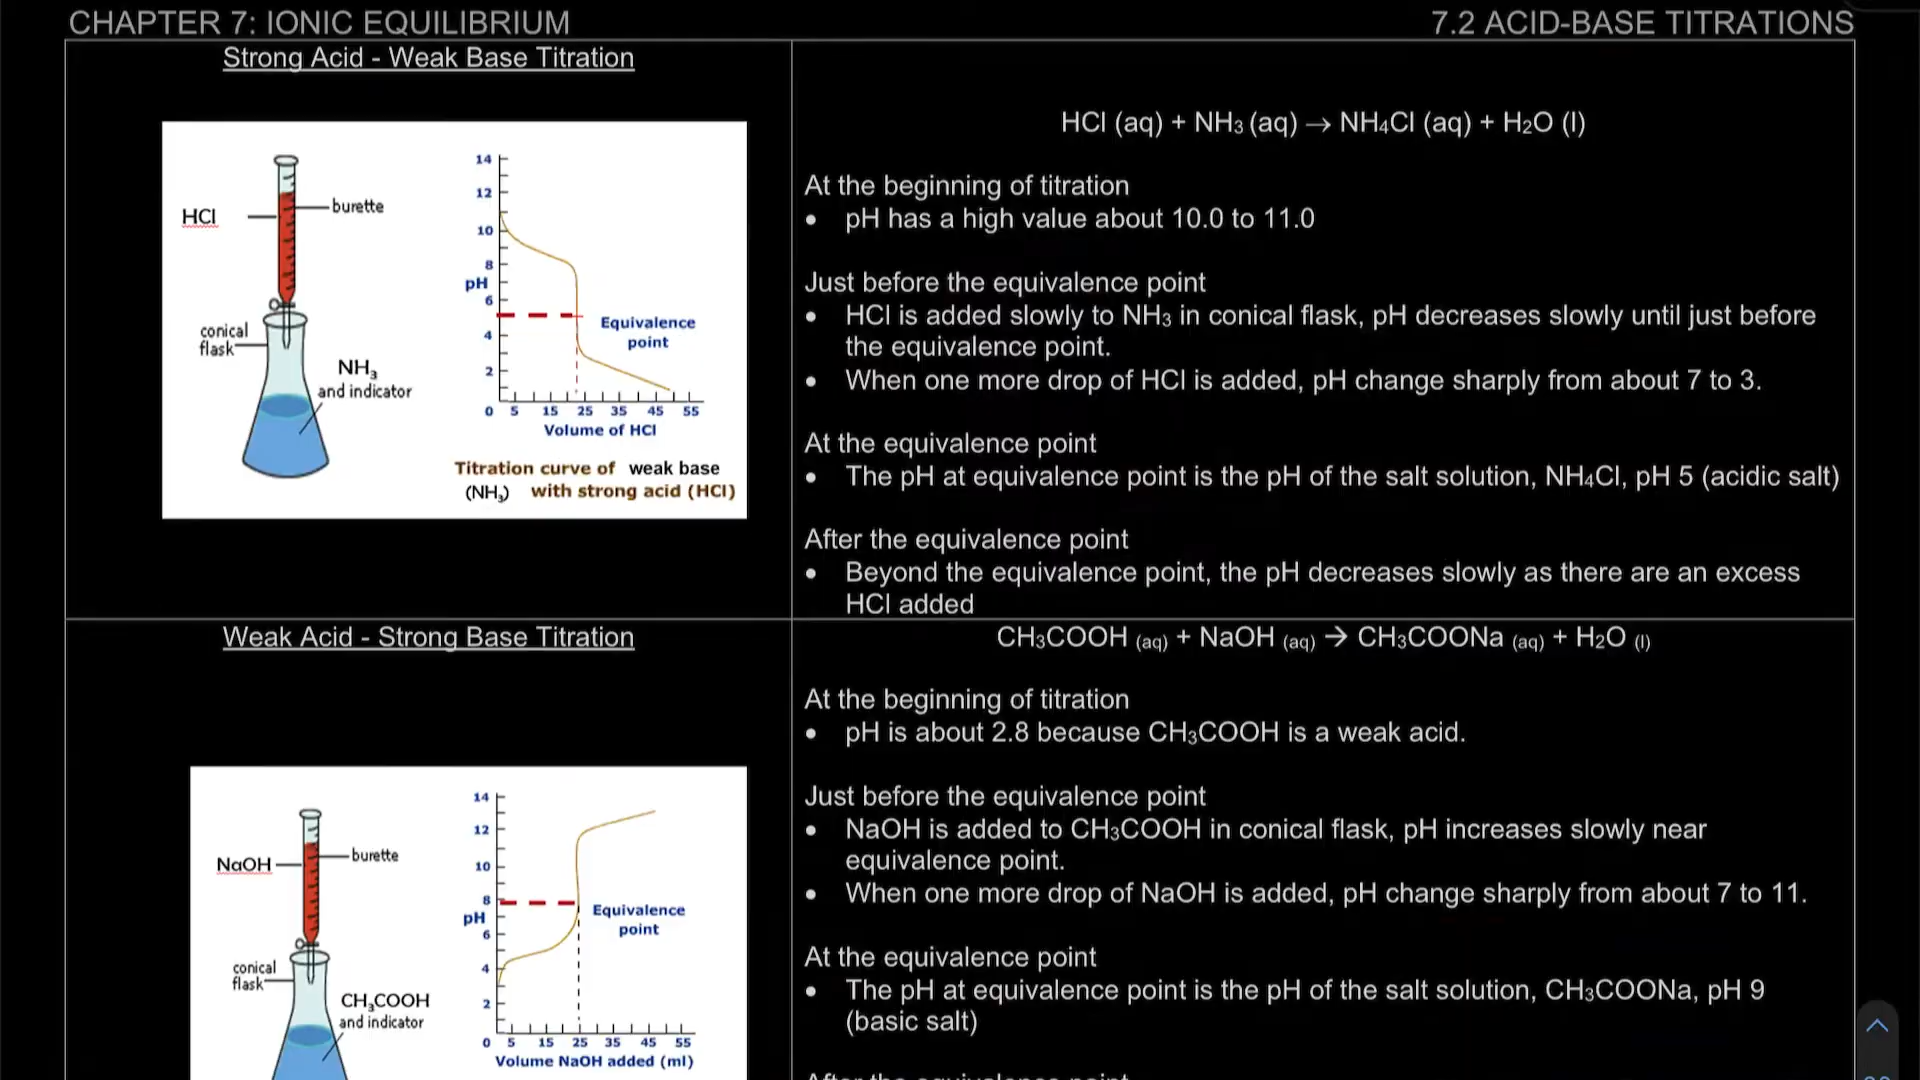 CHAPTER 7: IONIC EQUILIBRIUM
7.2 ACID-BASE TITRATIONS
Strong Acid - Weak Base Titration
HCl
burette
conical
flask
NH₃
and indicator
14
12
10
8
pH
6
4
2
0 5 15 25 35 45 55
Volume of HCl
Equivalence
point
Titration curve of weak base
(NH₃) with strong acid (HCl)
HCl (aq) + NH₃ (aq) → NH₄Cl (aq) + H₂O (l)
At the beginning of titration
• pH has a high value about 10.0 to 11.0
Just before the equivalence point
• HCl is added slowly to NH₃ in conical flask, pH decreases slowly until just before
the equivalence point.
• When one more drop of HCl is added, pH change sharply from about 7 to 3.
At the equivalence point
• The pH at equivalence point is the pH of the salt solution, NH₄Cl, pH 5 (acidic salt)
After the equivalence point
• Beyond the equivalence point, the pH decreases slowly as there are an excess
HCl added
Weak Acid - Strong Base Titration
NaOH
burette
conical
flask
CH₃COOH
and indicator
14
12
10
8
pH
6
4
2
0 5 15 25 35 45 55
Volume NaOH added (ml)
Equivalence
point
CH₃COOH (aq) + NaOH (aq) → CH₃COONa (aq) + H₂O (l)
At the beginning of titration
• pH is about 2.8 because CH₃COOH is a weak acid.
Just before the equivalence point
• NaOH is added to CH₃COOH in conical flask, pH increases slowly near
equivalence point.
• When one more drop of NaOH is added, pH change sharply from about 7 to 11.
At the equivalence point
• The pH at equivalence point is the pH of the salt solution, CH₃COONa, pH 9
(basic salt)
After the equivalence point